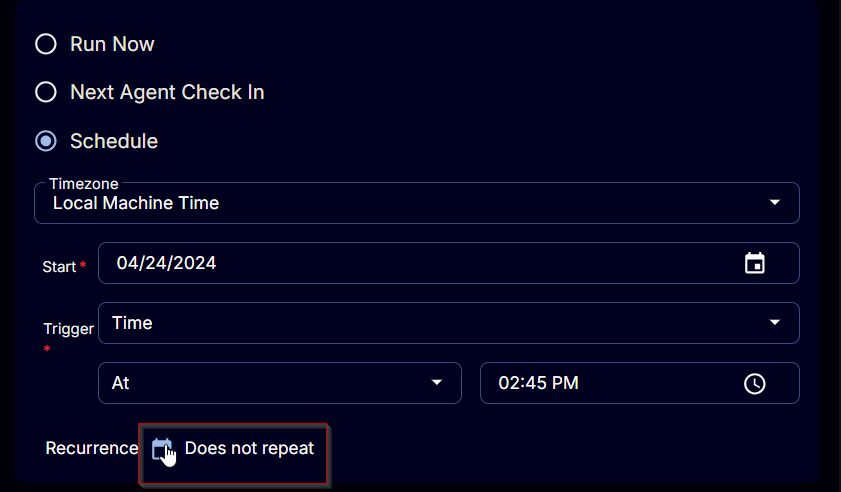 Run Now
Next Agent Check In
Schedule
Timezone
Local Machine Time
Start *
04/24/2024
Trigger *
Time
At
02:45 PM
Recurrence
Does not repeat